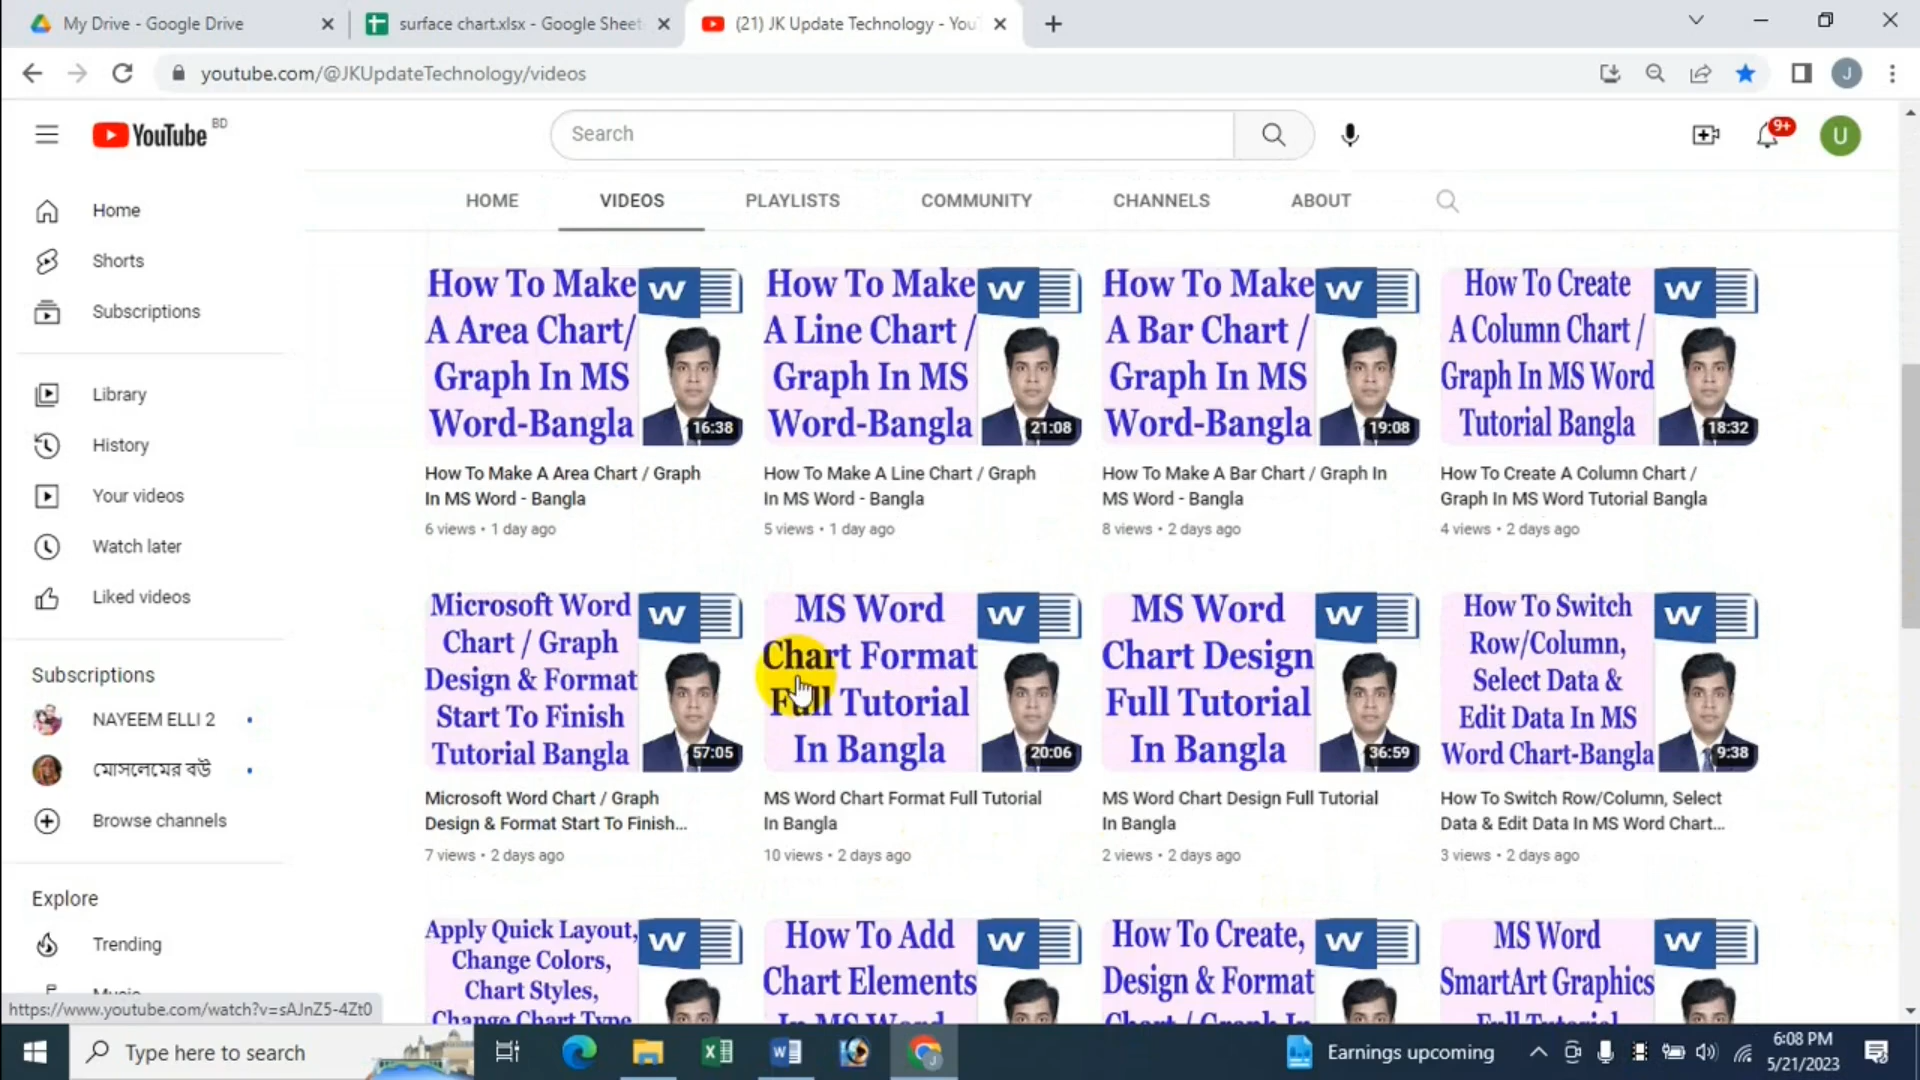 My Drive - Google Drive
surface chart.xlsx - Google Sheet
(21) JK Update Technology - You
youtube.com/@JKUpdateTechnology/videos
J
YouTube BD
Search
9+
U
HOME
VIDEOS
PLAYLISTS
COMMUNITY
CHANNELS
ABOUT
Home
Shorts
Subscriptions
Library
History
Your videos
Watch later
Liked videos
Subscriptions
NAYEEM ELLI 2
মোসলেমের বউ
Browse channels
Explore
Trending
How To Make
A Area Chart/
Graph In MS
Word-Bangla
W
16:38
How To Make A Area Chart / Graph
In MS Word - Bangla
6 views • 1 day ago
How To Make
A Line Chart /
Graph In MS
Word-Bangla
W
21:08
How To Make A Line Chart / Graph
In MS Word - Bangla
5 views • 1 day ago
How To Make
A Bar Chart /
Graph In MS
Word-Bangla
W
19:08
How To Make A Bar Chart / Graph In
MS Word - Bangla
8 views • 2 days ago
How To Create
A Column Chart /
Graph In MS Word
Tutorial Bangla
W
18:32
How To Create A Column Chart /
Graph In MS Word Tutorial Bangla
4 views • 2 days ago
Microsoft Word
Chart / Graph
Design & Format
Start To Finish
Tutorial Bangla
W
57:05
Microsoft Word Chart / Graph
Design & Format Start To Finish...
7 views • 2 days ago
MS Word
Chart Format
Full Tutorial
In Bangla
W
20:06
MS Word Chart Format Full Tutorial
In Bangla
10 views • 2 days ago
MS Word
Chart Design
Full Tutorial
In Bangla
W
36:59
MS Word Chart Design Full Tutorial
In Bangla
2 views • 2 days ago
How To Switch
Row/Column,
Select Data &
Edit Data In MS
Word Chart-Bangla
W
9:38
How To Switch Row/Column, Select
Data & Edit Data In MS Word Chart...
3 views • 2 days ago
Apply Quick Layout,
Change Colors,
Chart Styles,
Change Chart Type
W
How To Add
Chart Elements
In MS Word
W
How To Create,
Design & Format
Chart / Graph In
W
MS Word
SmartArt Graphics
Full Tutorial
W
https://www.youtube.com/watch?v=sAJnZ5-4Zt0
Type here to search
Earnings upcoming
6:08 PM
5/21/2023